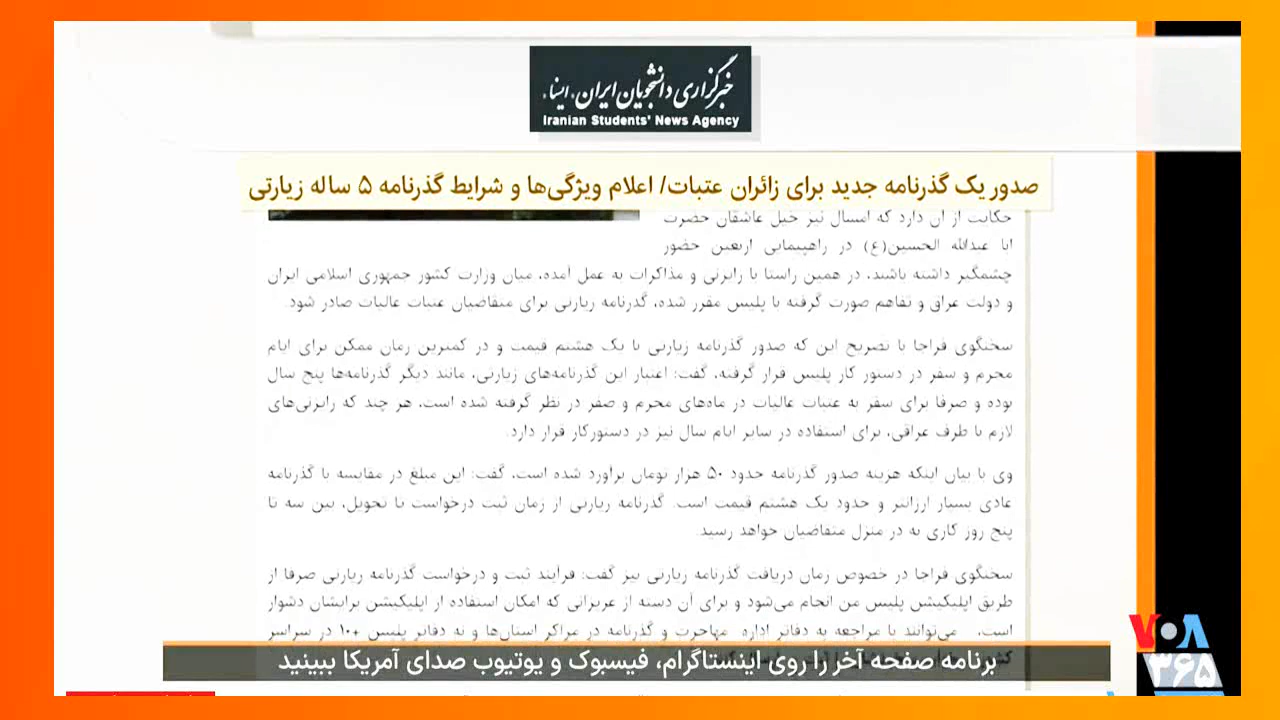 خبرگزاری دانشجویان ایران، ایسنا،
Iranian Students' News Agency
صدور یک گذرنامه جدید برای زائران عتبات/ اعلام ویژگی‌ها و شرایط گذرنامه ۵ ساله زیارتی
حکایت از آن دارد که امسال نیز خیل عاشقان حضرت
ابا عبدالله الحسین(ع) در راهپیمایی اربعین حضور
چشمگیر داشته باشند، در همین راستا با رایزنی و مذاکرات به عمل آمده، میان وزارت کشور جمهوری اسلامی ایران
و دولت عراق و تفاهم صورت گرفته با پلیس مقرر شده، گذرنامه زیارتی برای متقاضیان عتبات عالیات صادر شود.
سخنگوی فراجا با تصریح این که صدور گذرنامه زیارتی با یک هشتم قیمت و در کمترین زمان ممکن برای ایام
محرم و سفر در دستور کار پلیس قرار گرفته، گفت: اعتبار این گذرنامه‌های زیارتی، مانند دیگر گذرنامه‌ها پنج سال
بوده و صرفا برای سفر به عتبات عالیات در ماه‌های محرم و صفر در نظر گرفته شده است، هر چند که رایزنی‌های
لازم با طرف عراقی، برای استفاده در سایر ایام سال نیز در دستورکار قرار دارد.
وی با بیان اینکه هزینه صدور گذرنامه حدود ۵۰ هزار تومان برآورد شده است، گفت: این مبلغ در مقایسه با گذرنامه
عادی بسیار ارزانتر و حدود یک هشتم قیمت است. گذرنامه زیارتی از زمان ثبت درخواست تا تحویل، بین سه تا
پنج روز کاری به در منزل متقاضیان خواهد رسید.
سخنگوی فراجا در خصوص زمان دریافت گذرنامه زیارتی نیز گفت: فرآیند ثبت و درخواست گذرنامه زیارتی صرفا از
طریق اپلیکیشن پلیس من انجام می‌شود و برای آن دسته از عزیزانی که امکان استفاده از اپلیکیشن برایشان دشوار
است، می‌توانند با مراجعه به دفاتر اداره مهاجرت و گذرنامه در مراکز استان‌ها و به دفاتر پلیس +۱۰ در سراسر
برنامه صفحه آخر را روی اینستاگرام، فیسبوک و یوتیوب صدای آمریکا ببینید
VOA
۳۶۵